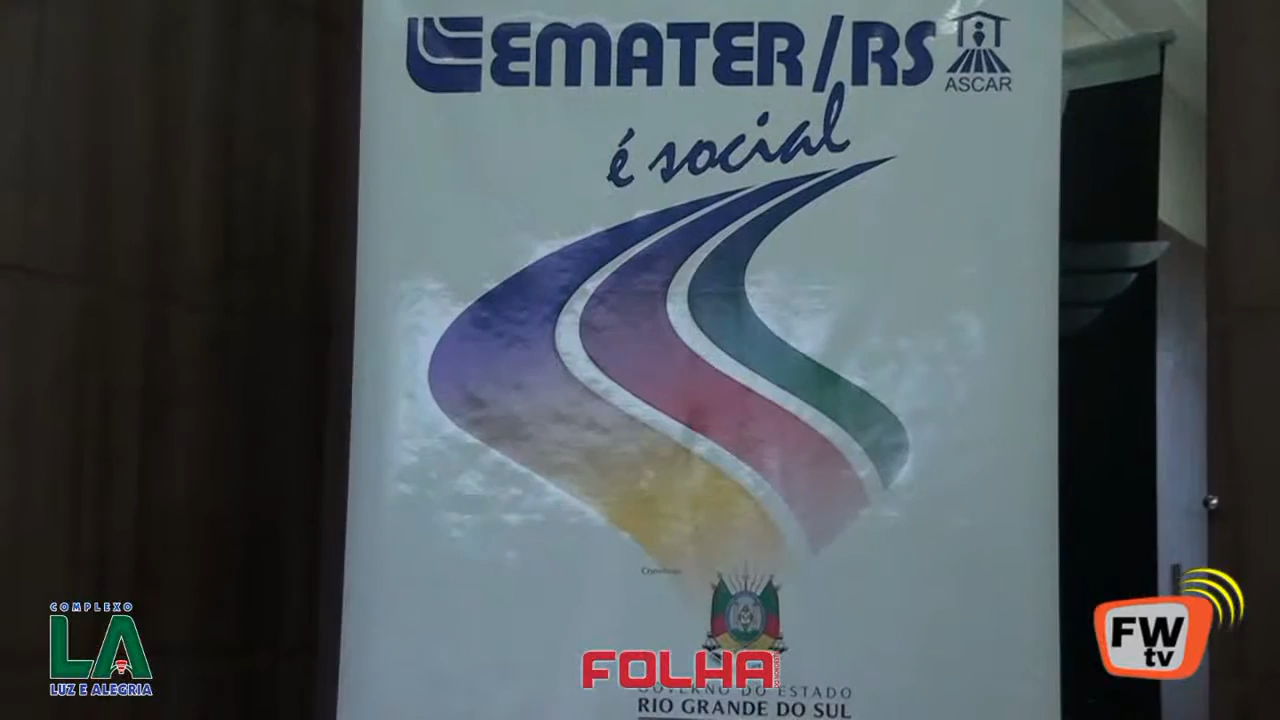 EMATER/RS
ASCAR
é social
COMPLEXO
LA
LUZ E ALEGRIA
FOLHA
GOVERNO DO ESTADO
RIO GRANDE DO SUL
FW
tv